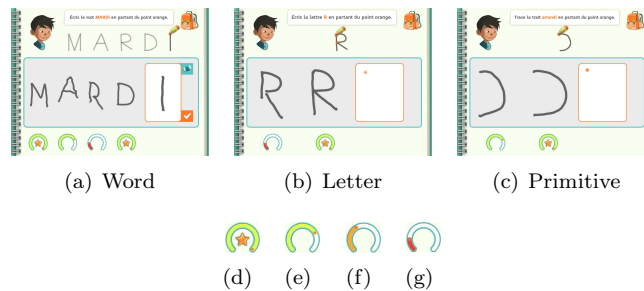 Écris le mot MARDI en partant du point orange.
MARDI
MARDI
(a) Word
Écris la lettre R en partant du point orange.
R
R R
(b) Letter
Trace le trait arrondi en partant du point orange.
(c) Primitive
(d) (e) (f) (g)